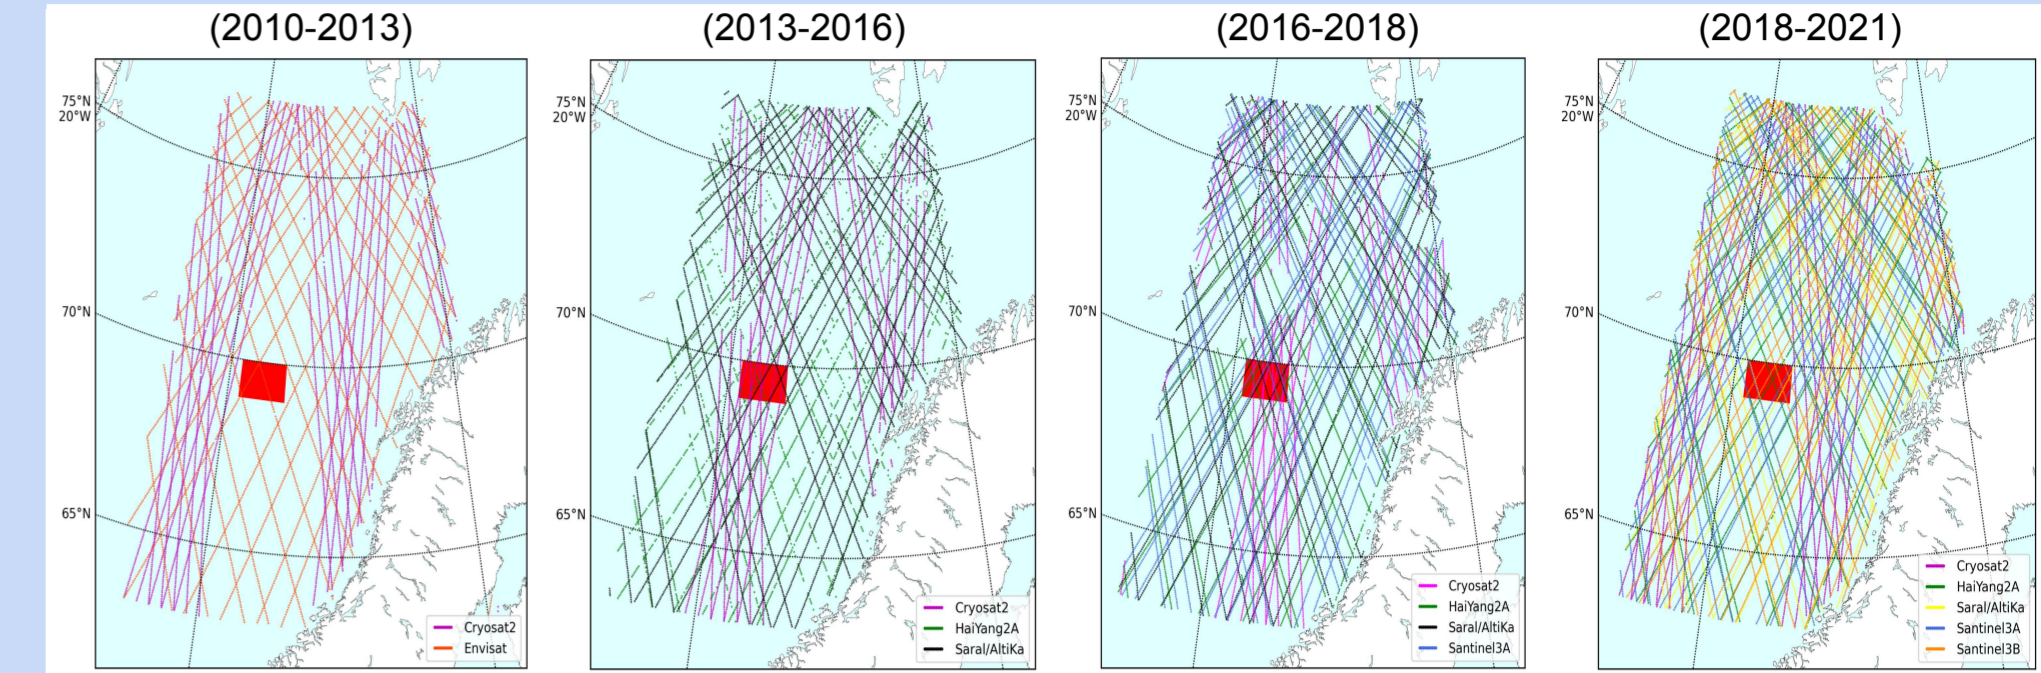 (2010-2013)
75°N
20°W
70°N
65°N
Cryosat2
Envisat
(2013-2016)
75°N
20°W
70°N
65°N
Cryosat2
HaiYang2A
Saral/AltiKa
(2016-2018)
75°N
20°W
70°N
65°N
Cryosat2
HaiYang2A
Saral/AltiKa
Santinel3A
(2018-2021)
75°N
20°W
70°N
65°N
Cryosat2
HaiYang2A
Saral/AltiKa
Santinel3A
Santinel3B